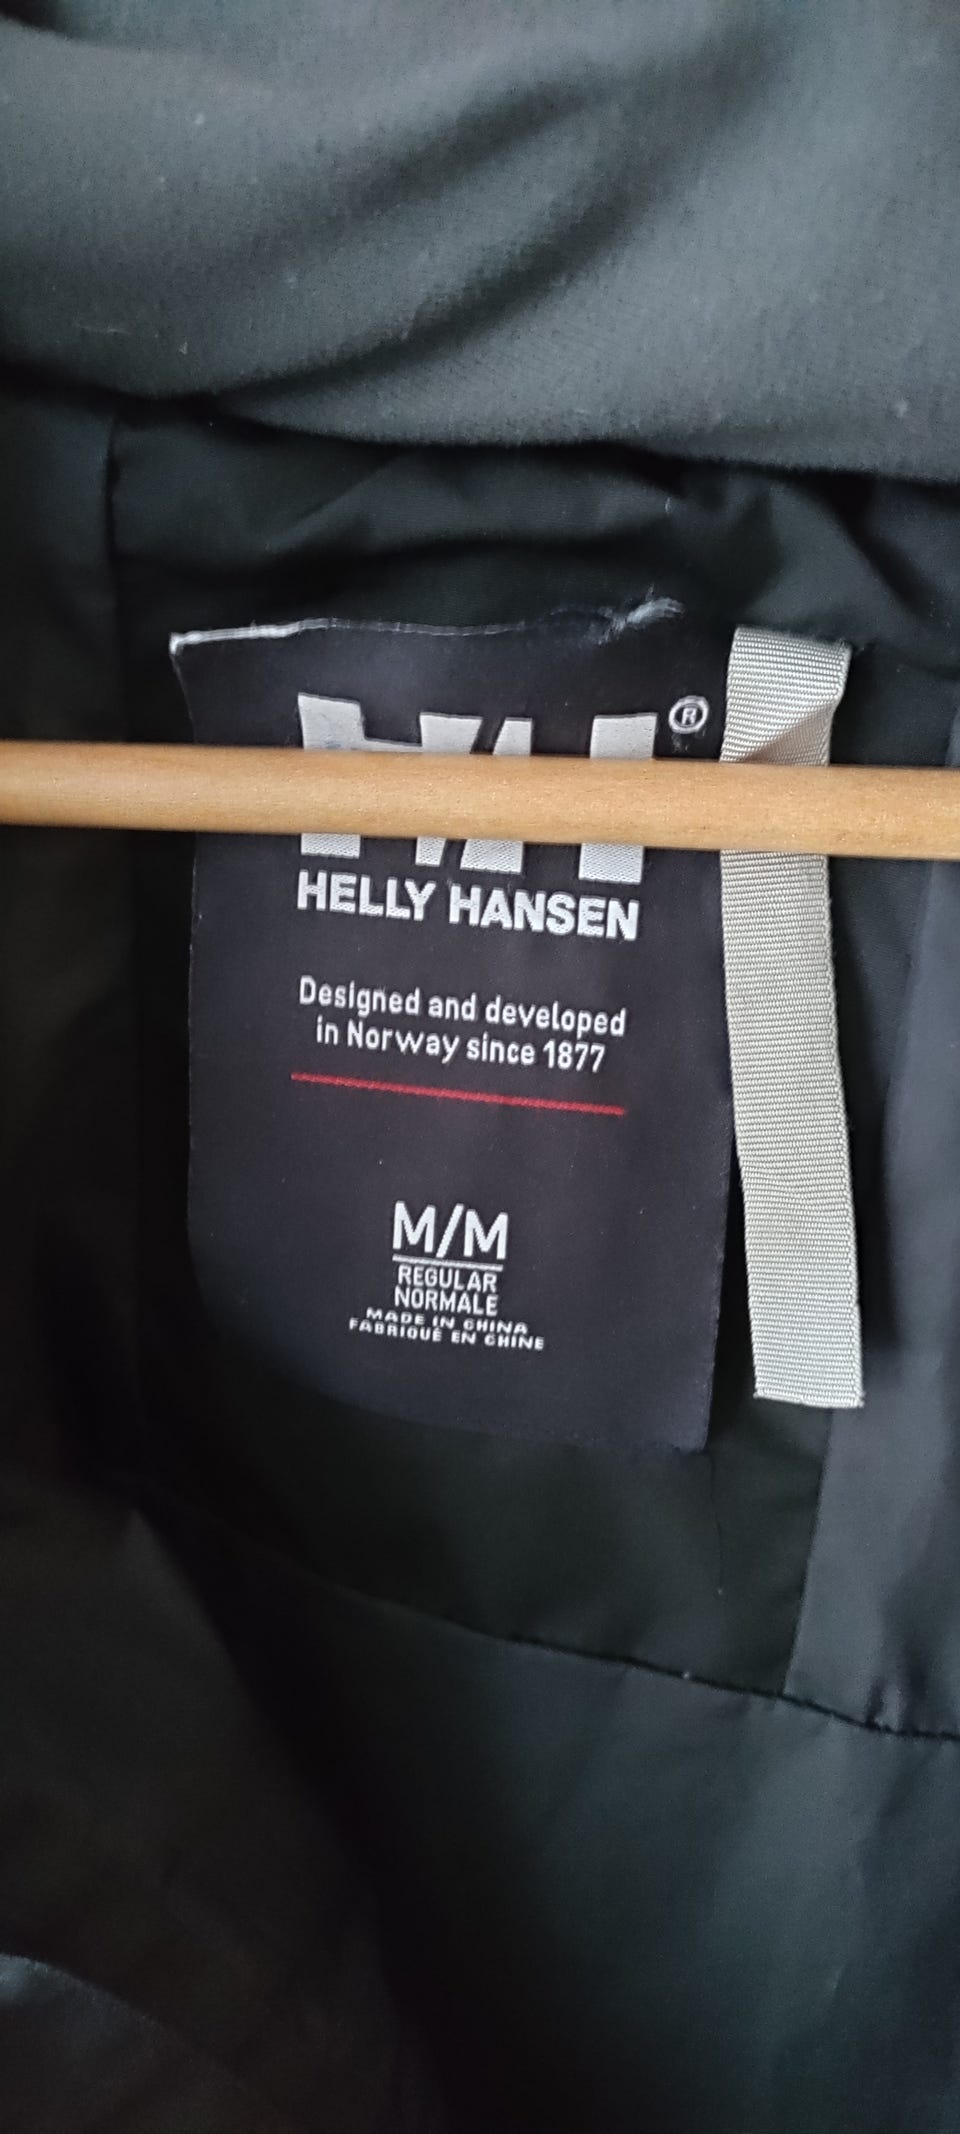 HH®
HELLY HANSEN
Designed and developed
in Norway since 1877
M/M
REGULAR
NORMALE
MADE IN CHINA
FABRIQUÉ EN CHINE